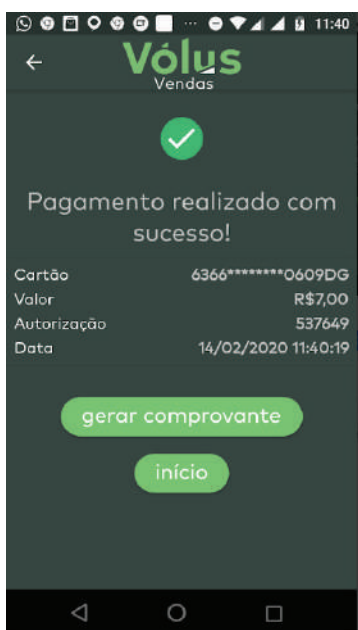 11:40
Vólus
Vendas
Pagamento realizado com
sucesso!
Cartão 6366********0609DG
Valor R$7,00
Autorização 537649
Data 14/02/2020 11:40:19
gerar comprovante
início